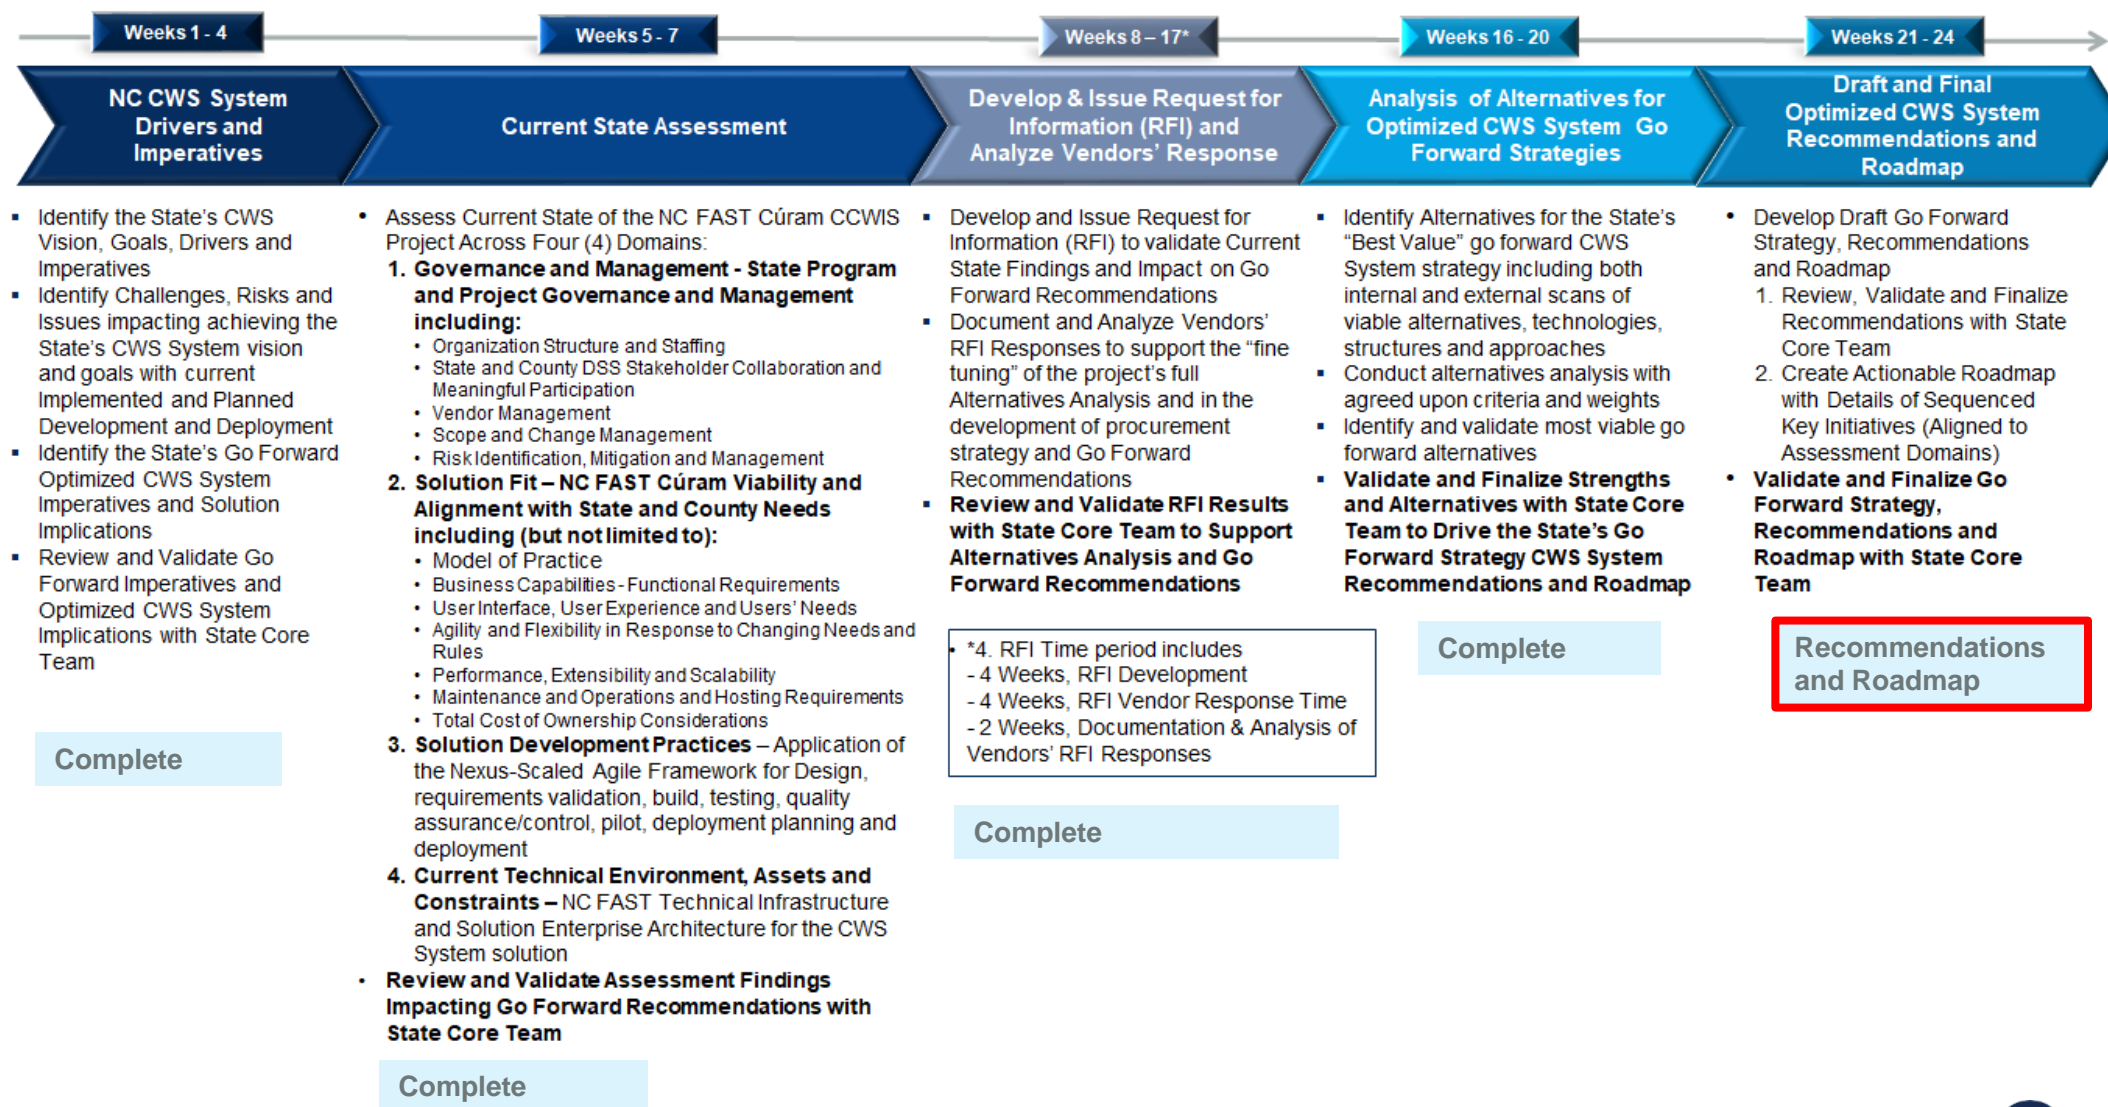 Weeks 1 - 4
Weeks 5 - 7
Weeks 8 – 17*
Weeks 16 - 20
Weeks 21 - 24
NC CWS System
Drivers and
Imperatives
Current State Assessment
Develop & Issue Request for
Information (RFI) and
Analyze Vendors' Response
Analysis of Alternatives for
Optimized CWS System Go
Forward Strategies
Draft and Final
Optimized CWS System
Recommendations and
Roadmap
▪ Identify the State's CWS
Vision, Goals, Drivers and
Imperatives
▪ Identify Challenges, Risks and
Issues impacting achieving the
State's CWS System vision
and goals with current
Implemented and Planned
Development and Deployment
▪ Identify the State's Go Forward
Optimized CWS System
Imperatives and Solution
Implications
▪ Review and Validate Go
Forward Imperatives and
Optimized CWS System
Implications with State Core
Team
Complete
• Assess Current State of the NC FAST Cúram CCWIS
Project Across Four (4) Domains:
1. Governance and Management - State Program
and Project Governance and Management
including:
• Organization Structure and Staffing
• State and County DSS Stakeholder Collaboration and
Meaningful Participation
• Vendor Management
• Scope and Change Management
• Risk Identification, Mitigation and Management
2. Solution Fit – NC FAST Cúram Viability and
Alignment with State and County Needs
including (but not limited to):
• Model of Practice
• Business Capabilities - Functional Requirements
• User Interface, User Experience and Users' Needs
• Agility and Flexibility in Response to Changing Needs and
Rules
• Performance, Extensibility and Scalability
• Maintenance and Operations and Hosting Requirements
• Total Cost of Ownership Considerations
3. Solution Development Practices – Application of
the Nexus-Scaled Agile Framework for Design,
requirements validation, build, testing, quality
assurance/control, pilot, deployment planning and
deployment
4. Current Technical Environment, Assets and
Constraints – NC FAST Technical Infrastructure
and Solution Enterprise Architecture for the CWS
System solution
• Review and Validate Assessment Findings
Impacting Go Forward Recommendations with
State Core Team
Complete
▪ Develop and Issue Request for
Information (RFI) to validate Current
State Findings and Impact on Go
Forward Recommendations
▪ Document and Analyze Vendors'
RFI Responses to support the "fine
tuning" of the project's full
Alternatives Analysis and in the
development of procurement
strategy and Go Forward
Recommendations
▪ Review and Validate RFI Results
with State Core Team to Support
Alternatives Analysis and Go
Forward Recommendations
• *4. RFI Time period includes
- 4 Weeks, RFI Development
- 4 Weeks, RFI Vendor Response Time
- 2 Weeks, Documentation & Analysis of
Vendors' RFI Responses
Complete
▪ Identify Alternatives for the State's
"Best Value" go forward CWS
System strategy including both
internal and external scans of
viable alternatives, technologies,
structures and approaches
▪ Conduct alternatives analysis with
agreed upon criteria and weights
▪ Identify and validate most viable go
forward alternatives
▪ Validate and Finalize Strengths
and Alternatives with State Core
Team to Drive the State's Go
Forward Strategy CWS System
Recommendations and Roadmap
Complete
• Develop Draft Go Forward
Strategy, Recommendations
and Roadmap
1. Review, Validate and Finalize
Recommendations with State
Core Team
2. Create Actionable Roadmap
with Details of Sequenced
Key Initiatives (Aligned to
Assessment Domains)
• Validate and Finalize Go
Forward Strategy,
Recommendations and
Roadmap with State Core
Team
Recommendations
and Roadmap